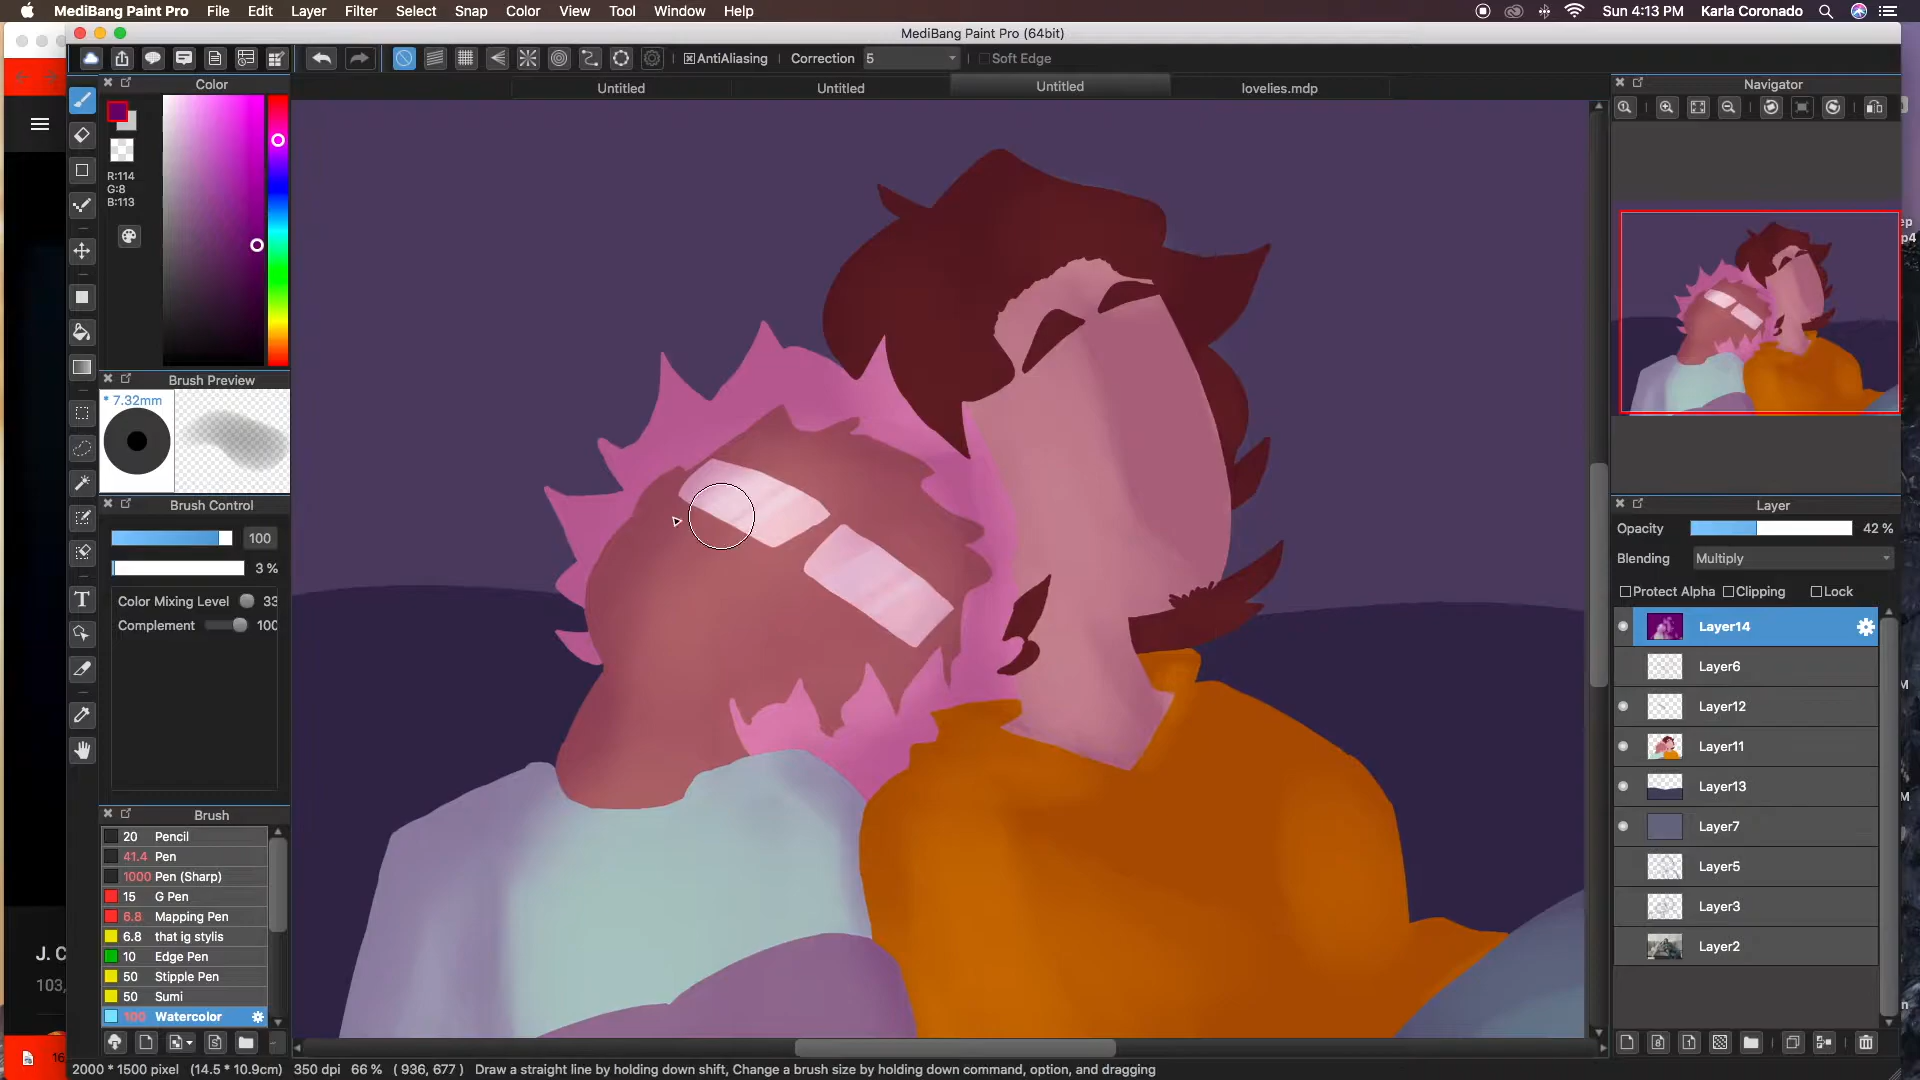 MediBang Paint Pro File Edit Layer Filter Select Snap Color View Tool Window Help
Sun 4:13 PM Karla Coronado
MediBang Paint Pro (64bit)
AntiAliasing Correction 5 Soft Edge
Untitled Untitled Untitled lovelies.mdp
Color
R:114
G:8
B:113
Brush Preview
* 7.32mm
Brush Control
100
3 %
Color Mixing Level 33
Complement 100
Brush
20 Pencil
41.4 Pen
1000 Pen (Sharp)
15 G Pen
6.8 Mapping Pen
6.8 that ig stylis
10 Edge Pen
50 Stipple Pen
50 Sumi
100 Watercolor
Navigator
Layer
Opacity 42 %
Blending Multiply
Protect Alpha Clipping Lock
Layer14
Layer6
Layer12
Layer11
Layer13
Layer7
Layer5
Layer3
Layer2
J. C
103,
16
ep
p4
2000 * 1500 pixel (14.5 * 10.9cm) 350 dpi 66 % ( 936, 677 ) Draw a straight line by holding down shift, Change a brush size by holding down command, option, and dragging